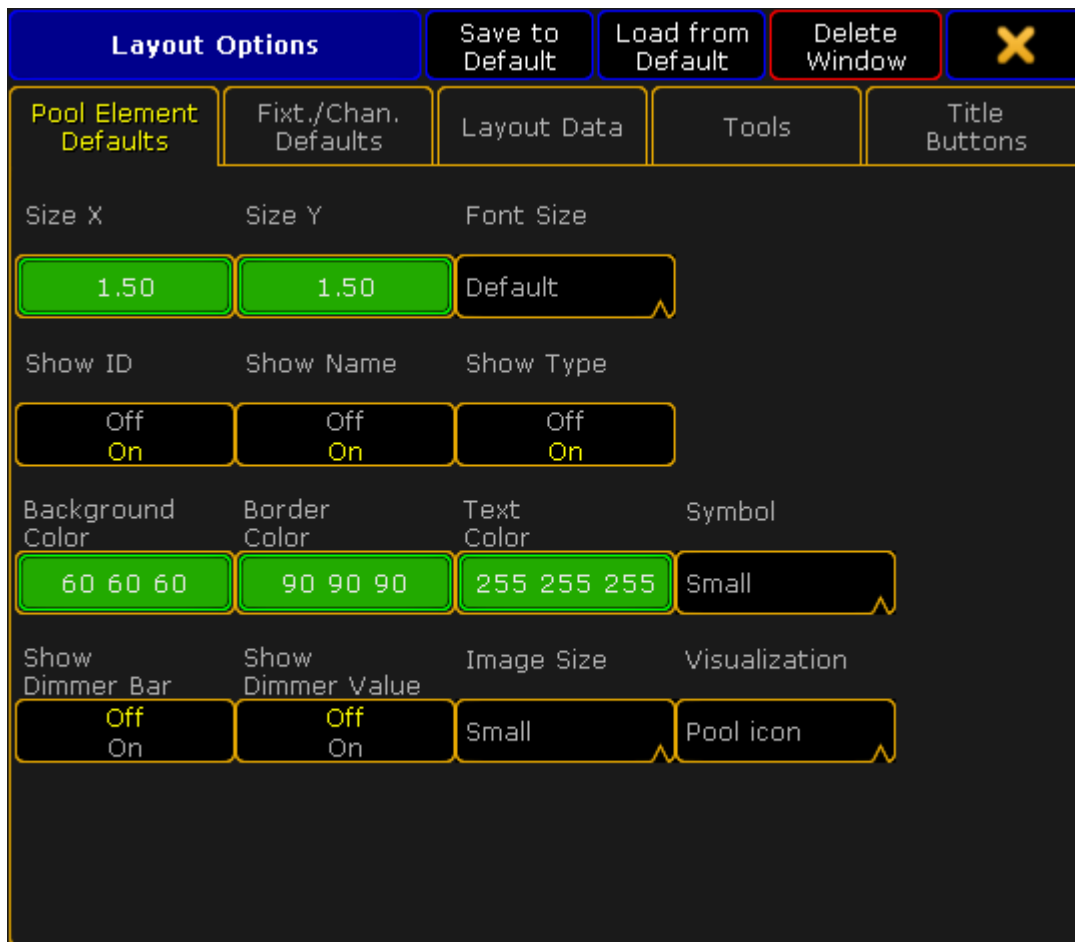 Layout Options
Save to
Default
Load from
Default
Delete
Window
Pool Element
Defaults
Fixt./Chan.
Defaults
Layout Data
Tools
Title
Buttons
Size X
Size Y
Font Size
1.50
1.50
Default
Show ID
Show Name
Show Type
Off
On
Off
On
Off
On
Background
Color
Border
Color
Text
Color
Symbol
60 60 60
90 90 90
255 255 255
Small
Show
Dimmer Bar
Show
Dimmer Value
Image Size
Visualization
Off
On
Off
On
Small
Pool icon